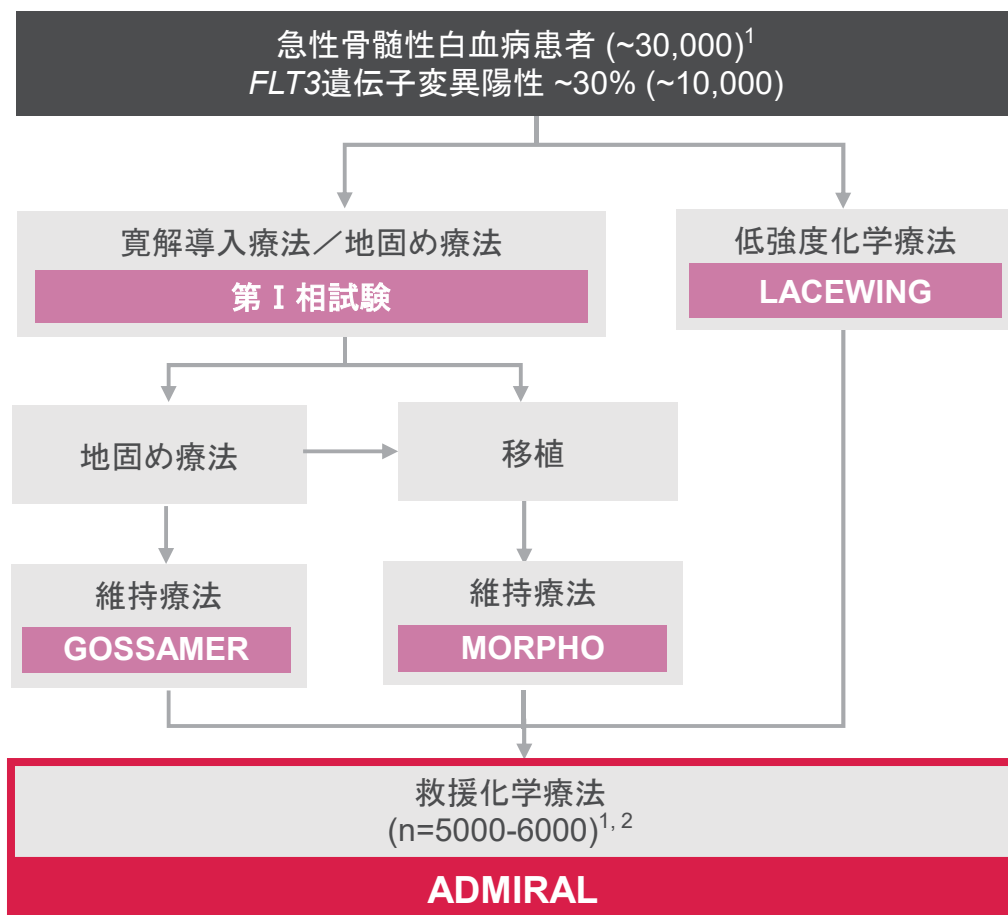 急性骨髄性白血病患者 (~30,000)1
FLT3遺伝子変異陽性 ~30% (~10,000)
寛解導入療法／地固め療法
第Ⅰ相試験
低強度化学療法
LACEWING
地固め療法
移植
維持療法
GOSSAMER
維持療法
MORPHO
救援化学療法
(n=5000-6000)1, 2
ADMIRAL